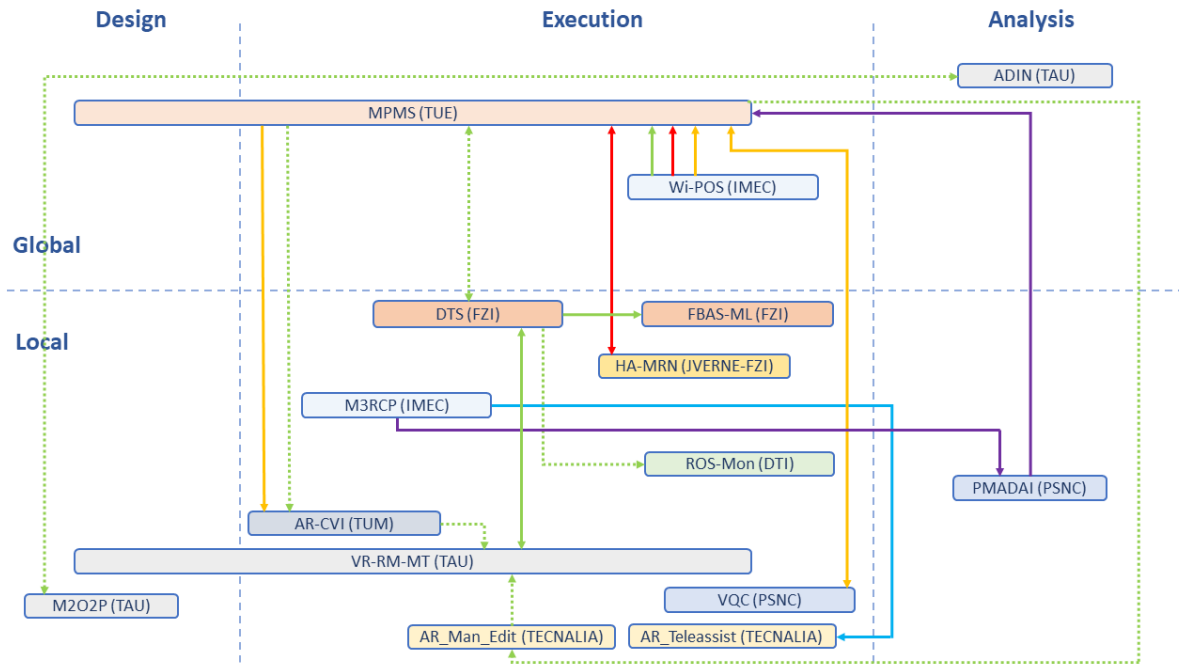 Design
Execution
Analysis
ADIN (TAU)
MPMS (TUE)
Wi-POS (IMEC)
Global
DTS (FZI)
FBAS-ML (FZI)
Local
HA-MRN (JVERNE-FZI)
M3RCP (IMEC)
ROS-Mon (DTI)
PMADAI (PSNC)
AR-CVI (TUM)
VR-RM-MT (TAU)
M2O2P (TAU)
VQC (PSNC)
AR_Man_Edit (TECNALIA)
AR_Teleassist (TECNALIA)